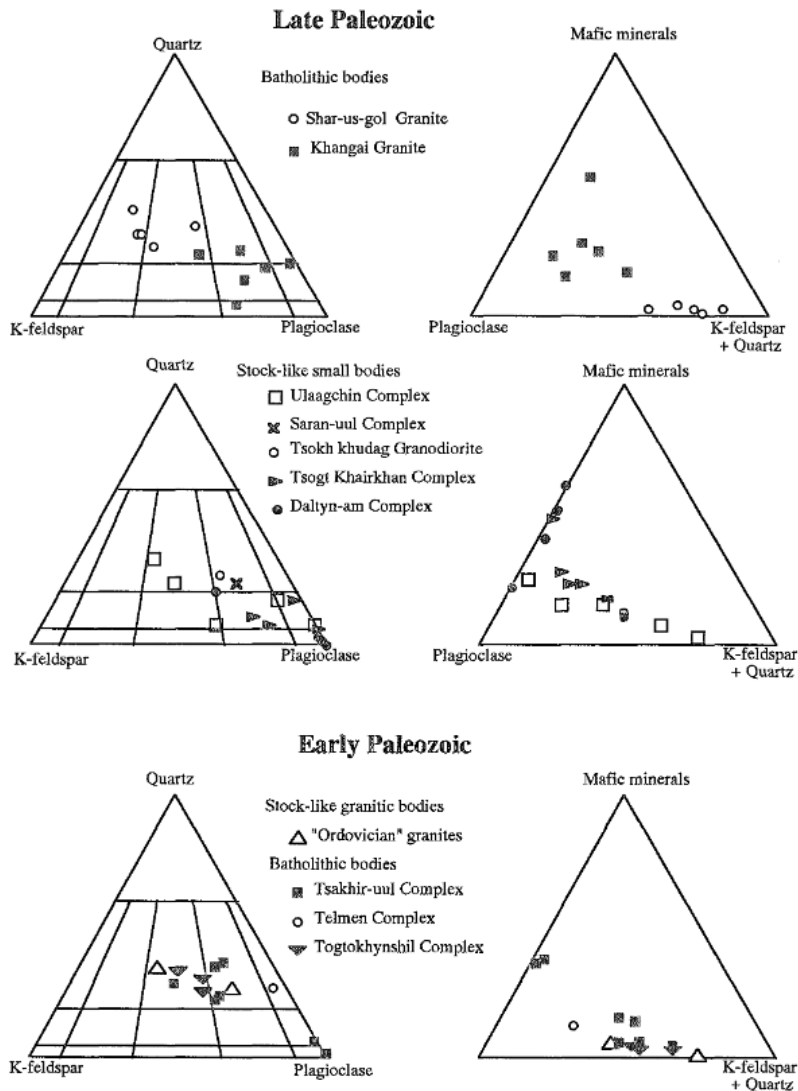 Late Paleozoic
Quartz
Mafic minerals
Batholithic bodies
Shar-us-gol Granite
Khangai Granite
K-feldspar
Plagioclase
Plagioclase
K-feldspar
+ Quartz
Quartz
Mafic minerals
Stock-like small bodies
Ulaagchin Complex
Saran-uul Complex
Tsokh khudag Granodiorite
Tsogt Khairkhan Complex
Daltyn-am Complex
K-feldspar
Plagioclase
Plagioclase
K-feldspar
+ Quartz
Early Paleozoic
Quartz
Mafic minerals
Stock-like granitic bodies
"Ordovician" granites
Batholithic bodies
Tsakhir-uul Complex
Telmen Complex
Togtokhynshil Complex
K-feldspar
Plagioclase
Plagioclase
K-feldspar
+ Quartz